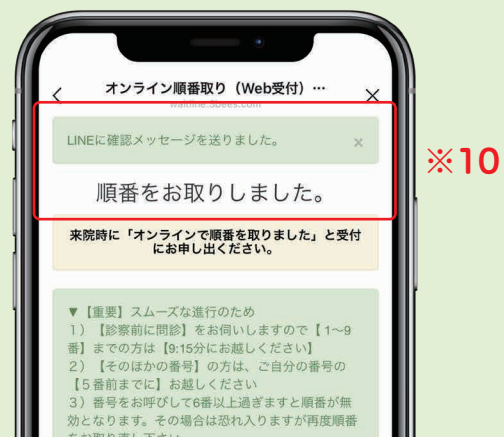 オンライン順番取り（Web受付）…
waitline.3bees.com
LINEに確認メッセージを送りました。 ×
順番をお取りしました。
※10
来院時に「オンラインで順番を取りました」と受付
にお申し出ください。
▼【重要】スムーズな進行のため
１）【診察前に問診】をお伺いしますので【 1〜9
番】までの方は【9:15分にお越しください】
２）【そのほかの番号】の方は、ご自分の番号の
【５番前までに】お越しください
３）番号をお呼びして6番以上過ぎますと順番が無
効となります。その場合は恐れ入りますが再度順番
をお取り直し下さい